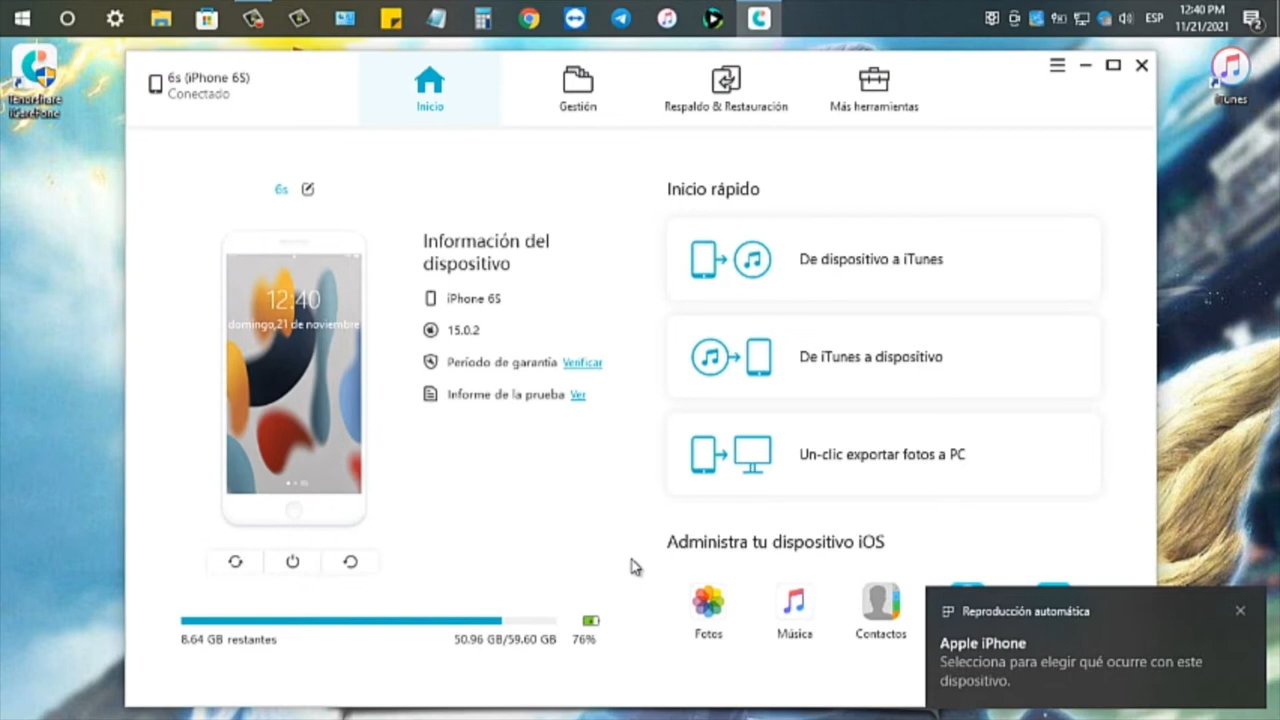 12:40 PM
ESP
11/21/2021
2
Tenorshare
iCareFone
iTunes
6s (iPhone 6S)
Conectado
Inicio
Gestión
Respaldo & Restauración
Más herramientas
6s
Información del
dispositivo
iPhone 6S
15.0.2
Período de garantía Verificar
Informe de la prueba Ver
12:40
domingo,21 de noviembre
8.64 GB restantes
50.96 GB/59.60 GB
76%
Inicio rápido
De dispositivo a iTunes
De iTunes a dispositivo
Un-clic exportar fotos a PC
Administra tu dispositivo iOS
Fotos
Música
Contactos
Reproducción automática
Apple iPhone
Selecciona para elegir qué ocurre con este
dispositivo.